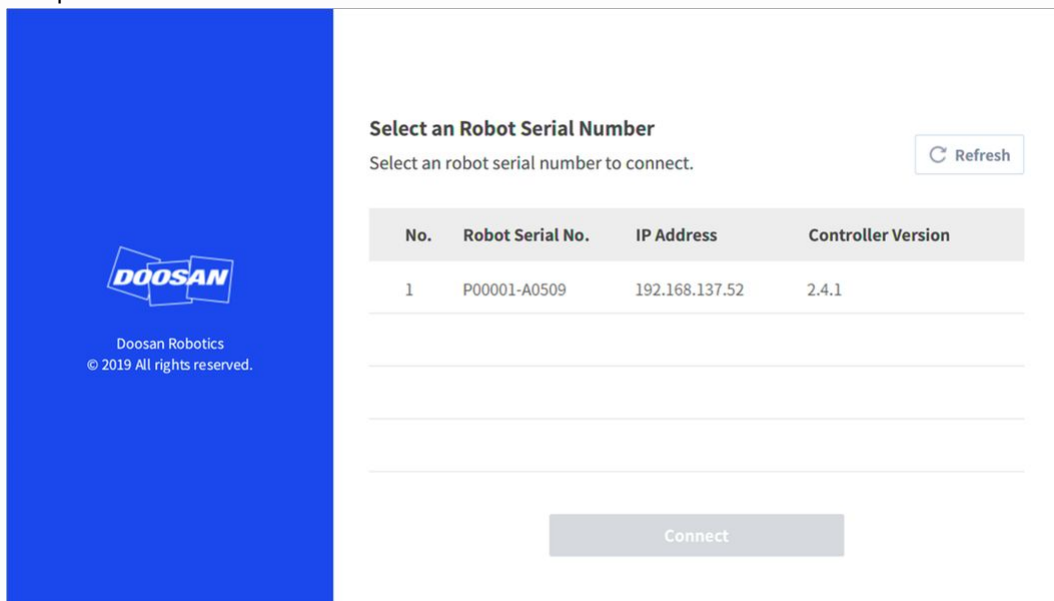 DOOSAN
Doosan Robotics
© 2019 All rights reserved.
Select an Robot Serial Number
Select an robot serial number to connect.
Refresh
No. Robot Serial No. IP Address Controller Version
1 P00001-A0509 192.168.137.52 2.4.1
Connect